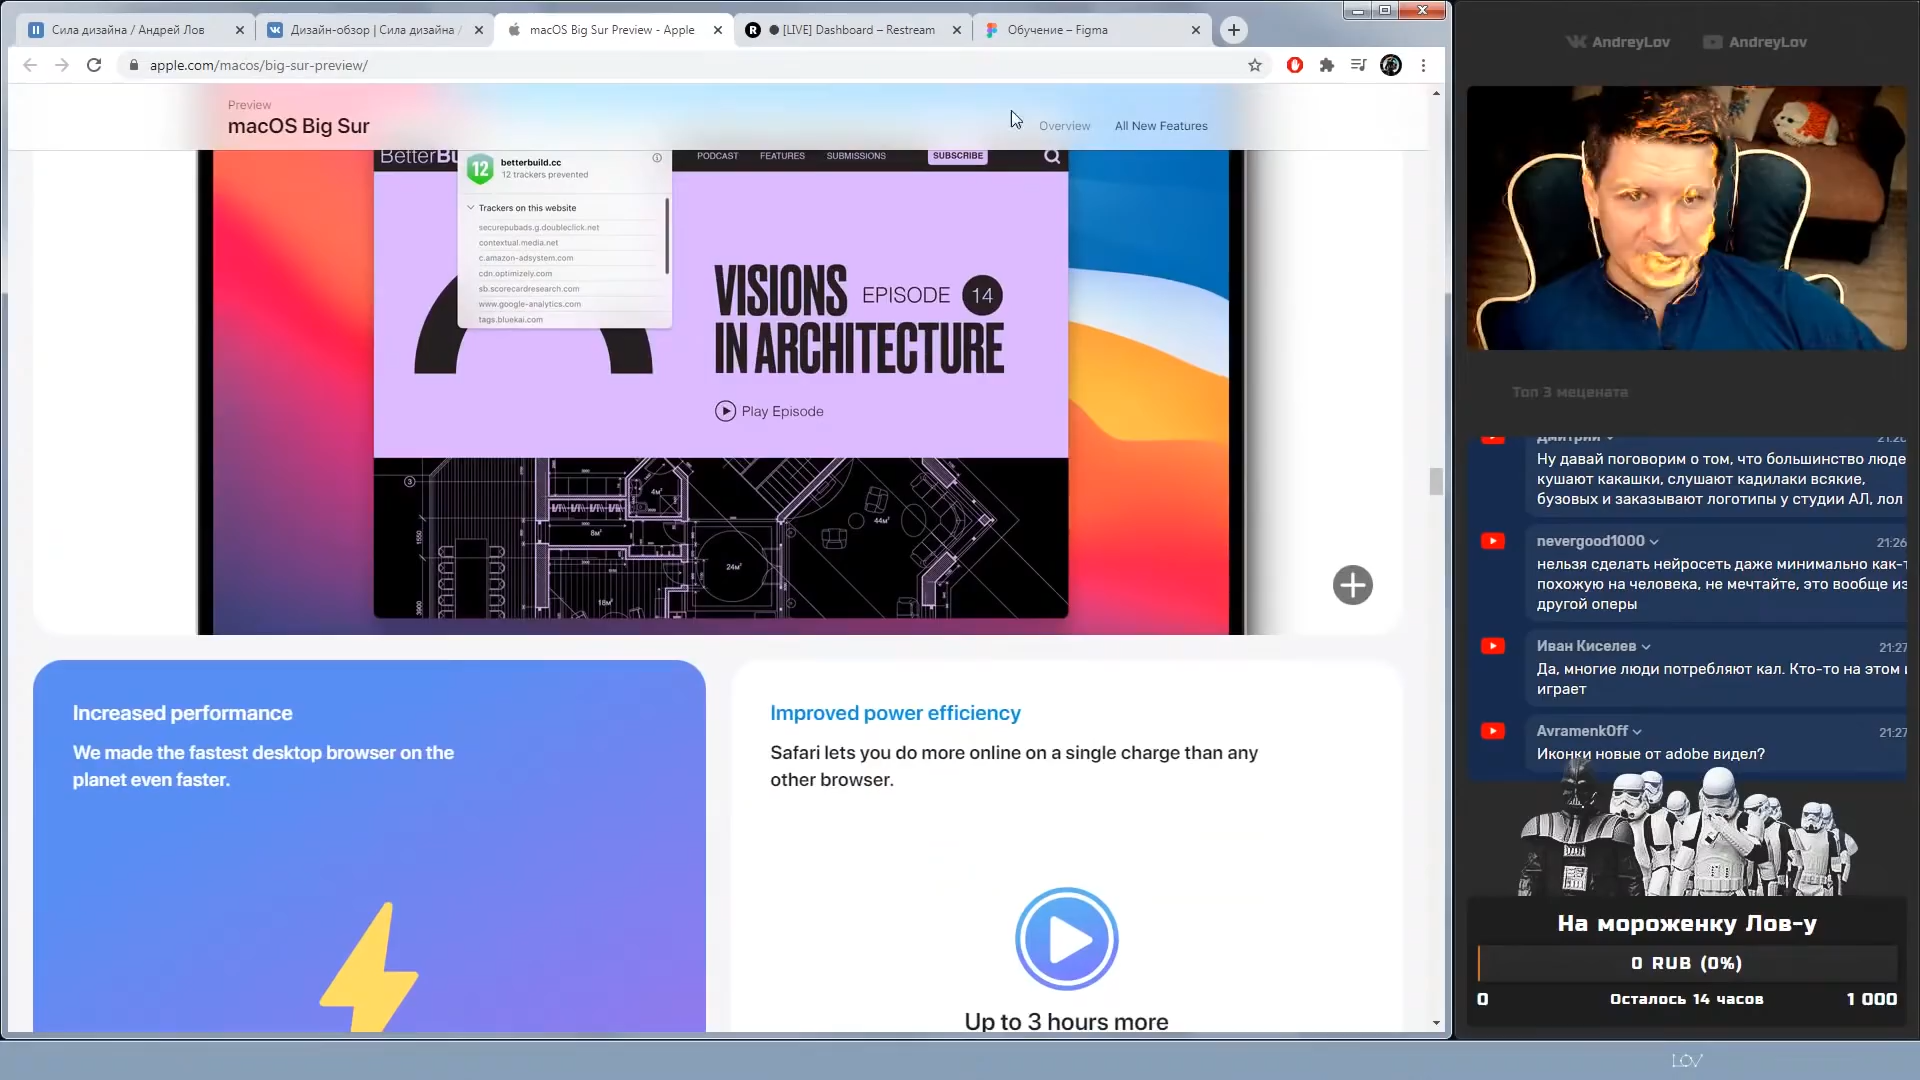 Сила дизайна / Андрей Лов
Дизайн-обзор | Сила дизайна /
macOS Big Sur Preview - Apple
[LIVE] Dashboard – Restream
Обучение – Figma
apple.com/macos/big-sur-preview/
Preview
macOS Big Sur
Overview
All New Features
BetterBu
12
betterbuild.cc
12 trackers prevented
Trackers on this website
securepubads.g.doubleclick.net
contextual.media.net
c.amazon-adsystem.com
cdn.optimizely.com
sb.scorecardresearch.com
www.google-analytics.com
tags.bluekai.com
PODCAST
FEATURES
SUBMISSIONS
SUBSCRIBE
VISIONS
EPISODE
14
IN ARCHITECTURE
Play Episode
3
4м²
8м²
44м²
24м²
18м²
Increased performance
We made the fastest desktop browser on the
planet even faster.
Improved power efficiency
Safari lets you do more online on a single charge than any
other browser.
Up to 3 hours more
AndreyLov
AndreyLov
Топ 3 мецената
Дмитрий
Ну давай поговорим о том, что большинство люде
кушают какашки, слушают кадилаки всякие,
бузовых и заказывают логотипы у студии АЛ, лол
nevergood1000
21:26
нельзя сделать нейросеть даже минимально как-
похожую на человека, не мечтайте, это вообще из
другой оперы
Иван Киселев
21:27
Да, многие люди потребляют кал. Кто-то на этом и
играет
AvramenkOff
21:27
Иконки новые от adobe видел?
На мороженку Лов-у
0 RUB (0%)
0
Осталось 14 часов
1 000
LOV